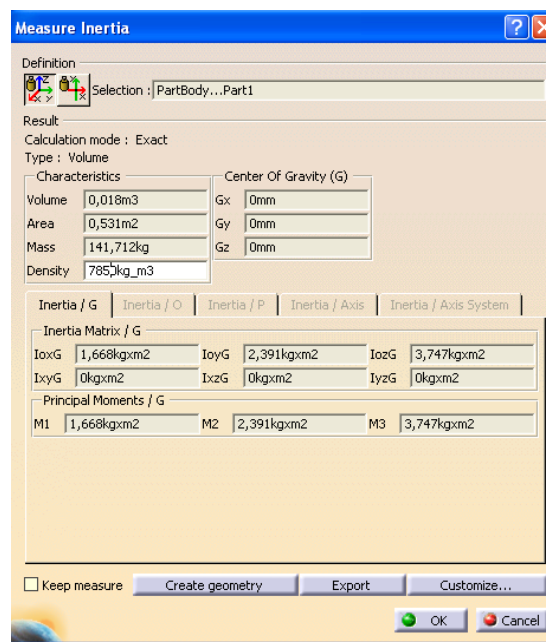 Measure Inertia
Definition
Selection : PartBody...Part1
Result
Calculation mode : Exact
Type : Volume
Characteristics
Center Of Gravity (G)
Volume 0,018m3 Gx 0mm
Area 0,531m2 Gy 0mm
Mass 141,712kg Gz 0mm
Density 7850kg_m3
Inertia / G Inertia / O Inertia / P Inertia / Axis Inertia / Axis System
Inertia Matrix / G
IoxG 1,668kgxm2 IoyG 2,391kgxm2 IozG 3,747kgxm2
IxyG 0kgxm2 IxzG 0kgxm2 IyzG 0kgxm2
Principal Moments / G
M1 1,668kgxm2 M2 2,391kgxm2 M3 3,747kgxm2
Keep measure Create geometry Export Customize...
OK Cancel